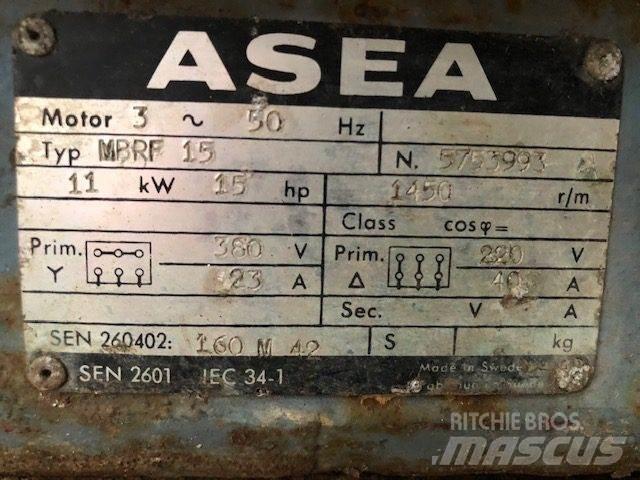 ASEA
Motor 3 ~ 50 Hz
Typ MBRF 15 N. 5753993
11 kW 15 hp 1450 r/m
Class cosφ=
Prim. 380 V Prim. 220 V
Y 23 A Δ 40 A
Sec. V A
SEN 260402: 160 M 42 S kg
SEN 2601 IEC 34-1 Made in Sweden
RITCHIE BROS.
MASCUS